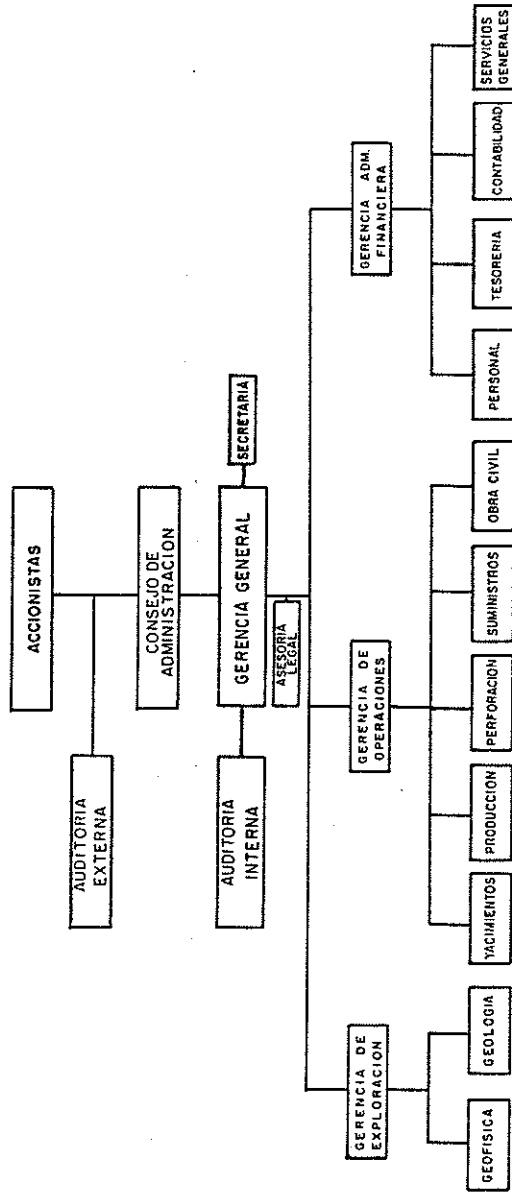 ACCIONISTAS
AUDITORIA
EXTERNA
CONSEJO DE
ADMINISTRACION
AUDITORIA
INTERNA
GERENCIA GENERAL
SECRETARIA
ASESORIA
LEGAL
GERENCIA DE
EXPLORACION
GERENCIA DE
OPERACIONES
GERENCIA ADM.
FINANCIERA
GEOFISICA
GEOLOGIA
YACIMIENTOS
PRODUCCION
PERFORACION
SUMINISTROS
OBRA CIVIL
PERSONAL
TESORERIA
CONTABILIDAD
SERVICIOS
GENERALES